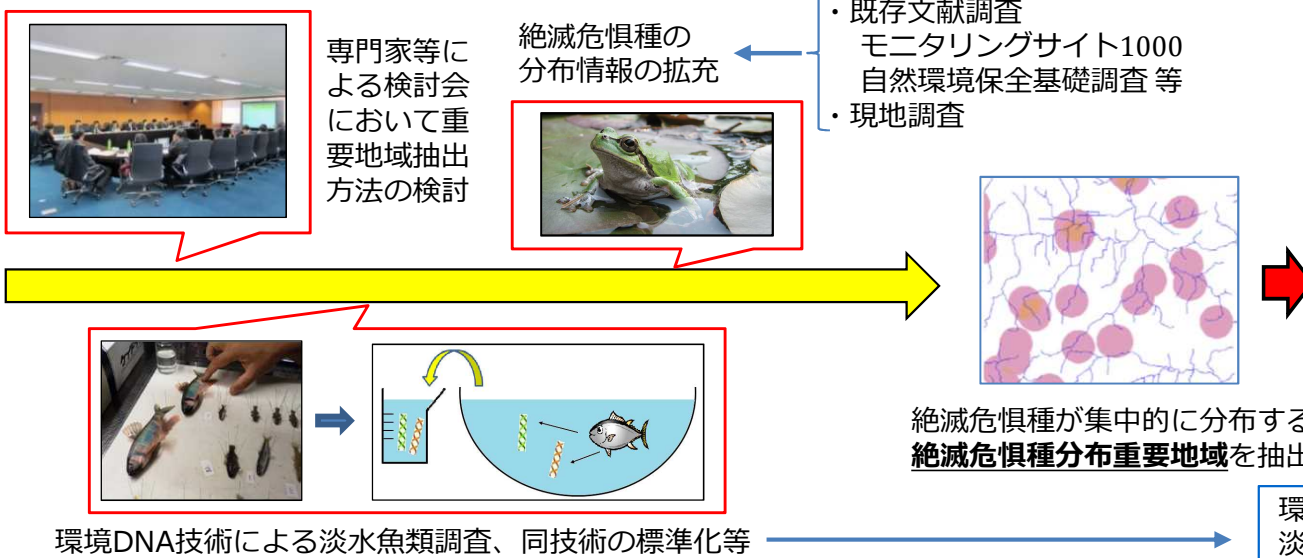 専門家等に
よる検討会
において重
要地域抽出
方法の検討
絶滅危惧種の
分布情報の拡充
・既存文献調査
モニタリングサイト1000
自然環境保全基礎調査 等
・現地調査
絶滅危惧種が集中的に分布する
絶滅危惧種分布重要地域を抽出
環境DNA技術による淡水魚類調査、同技術の標準化等
環
淡水